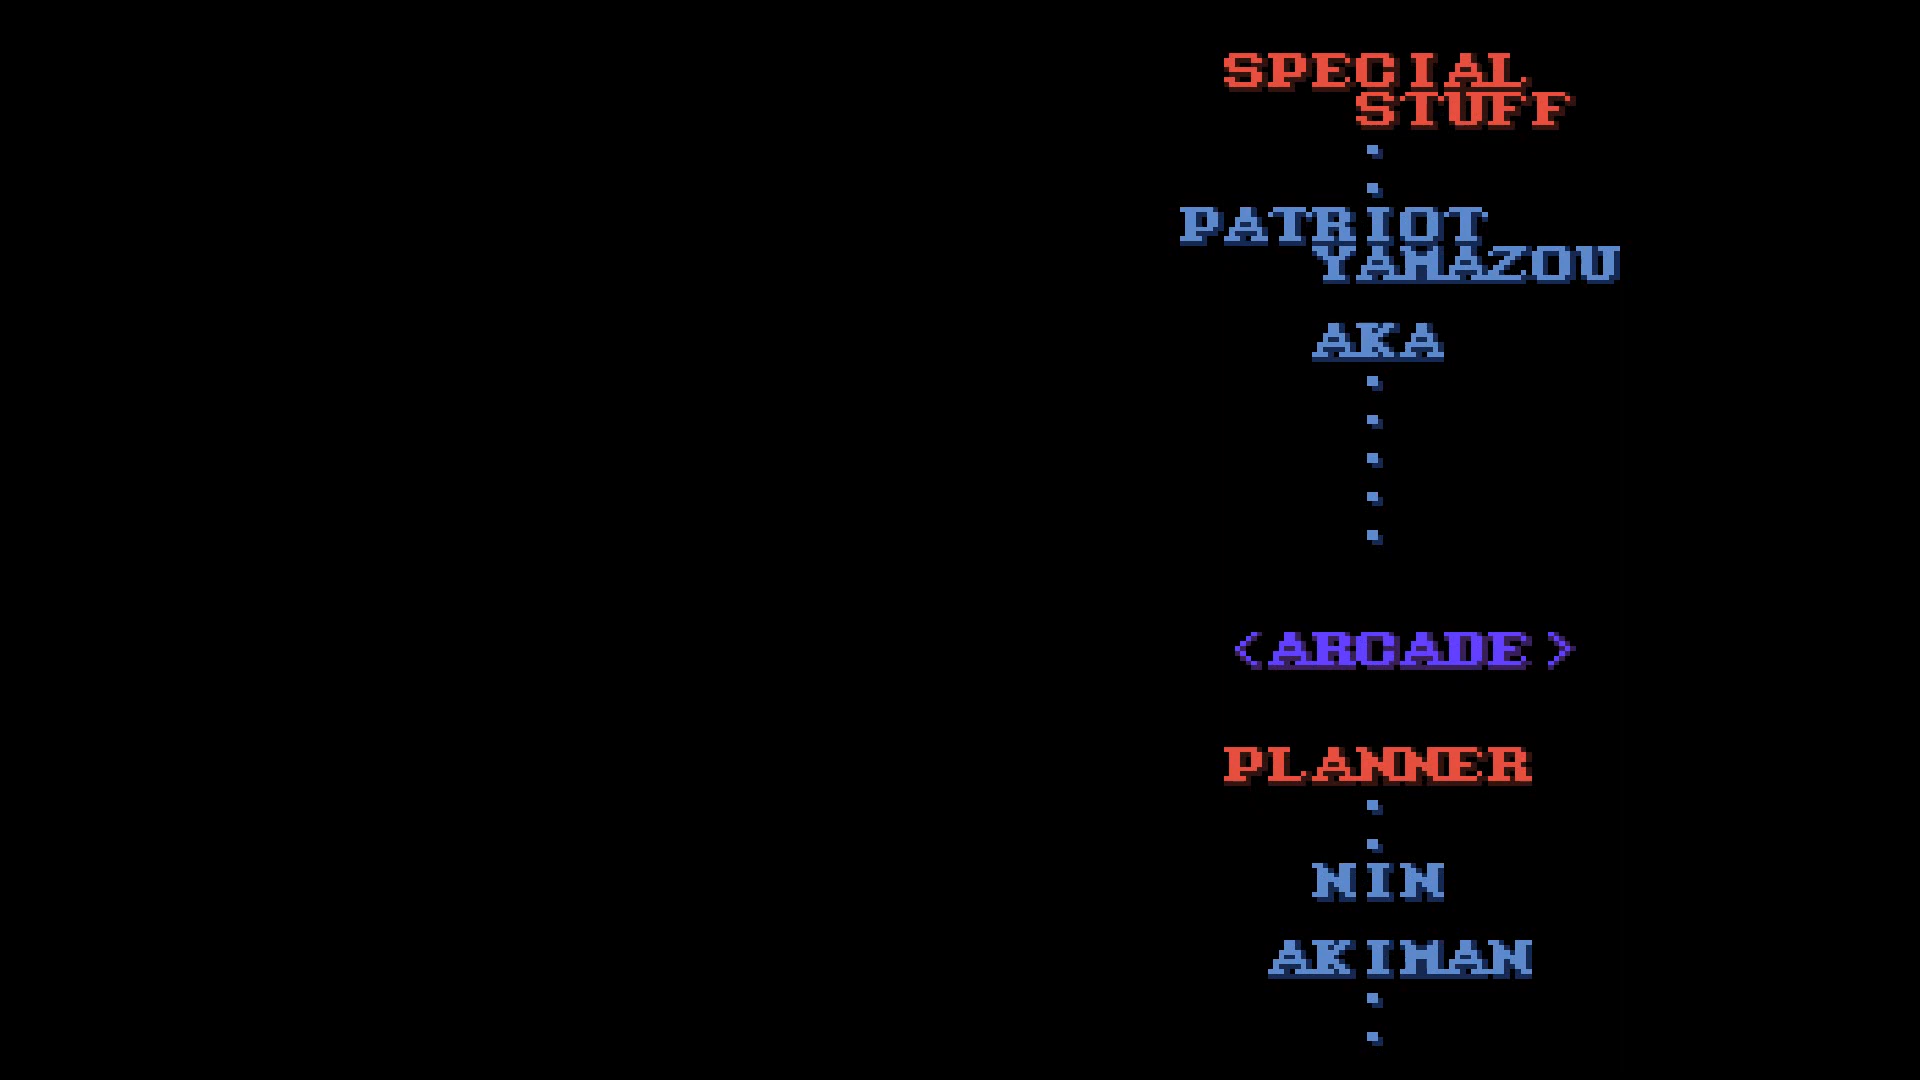 SPECIAL
STUFF
.
.
PATRIOT
YAMAZOU
AKA
.
.
.
.
.
<ARCADE>
PLANNER
.
.
NIN
AKIMAN
.
.